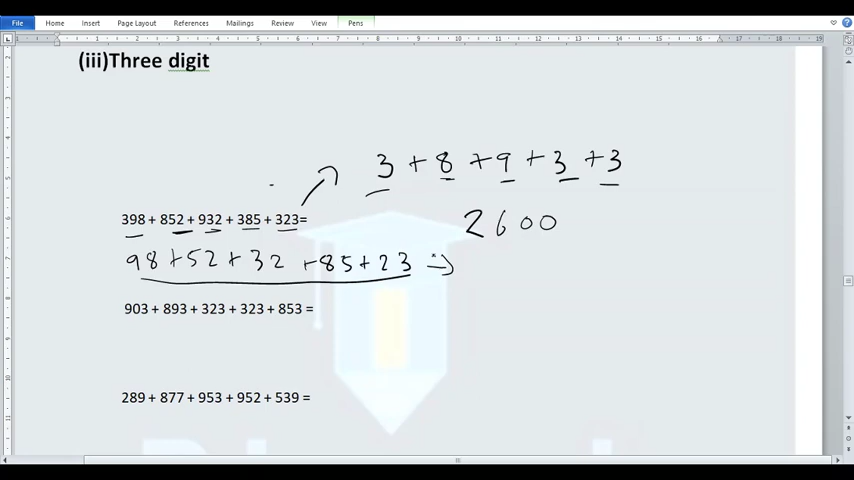 File Home Insert Page Layout References Mailings Review View Pens
(iii)Three digit
3 + 8 + 9 + 3 + 3
398 + 852 + 932 + 385 + 323=
2600
98 + 52 + 32 + 85 + 23 =>
903 + 893 + 323 + 323 + 853 =
289 + 877 + 953 + 952 + 539 =